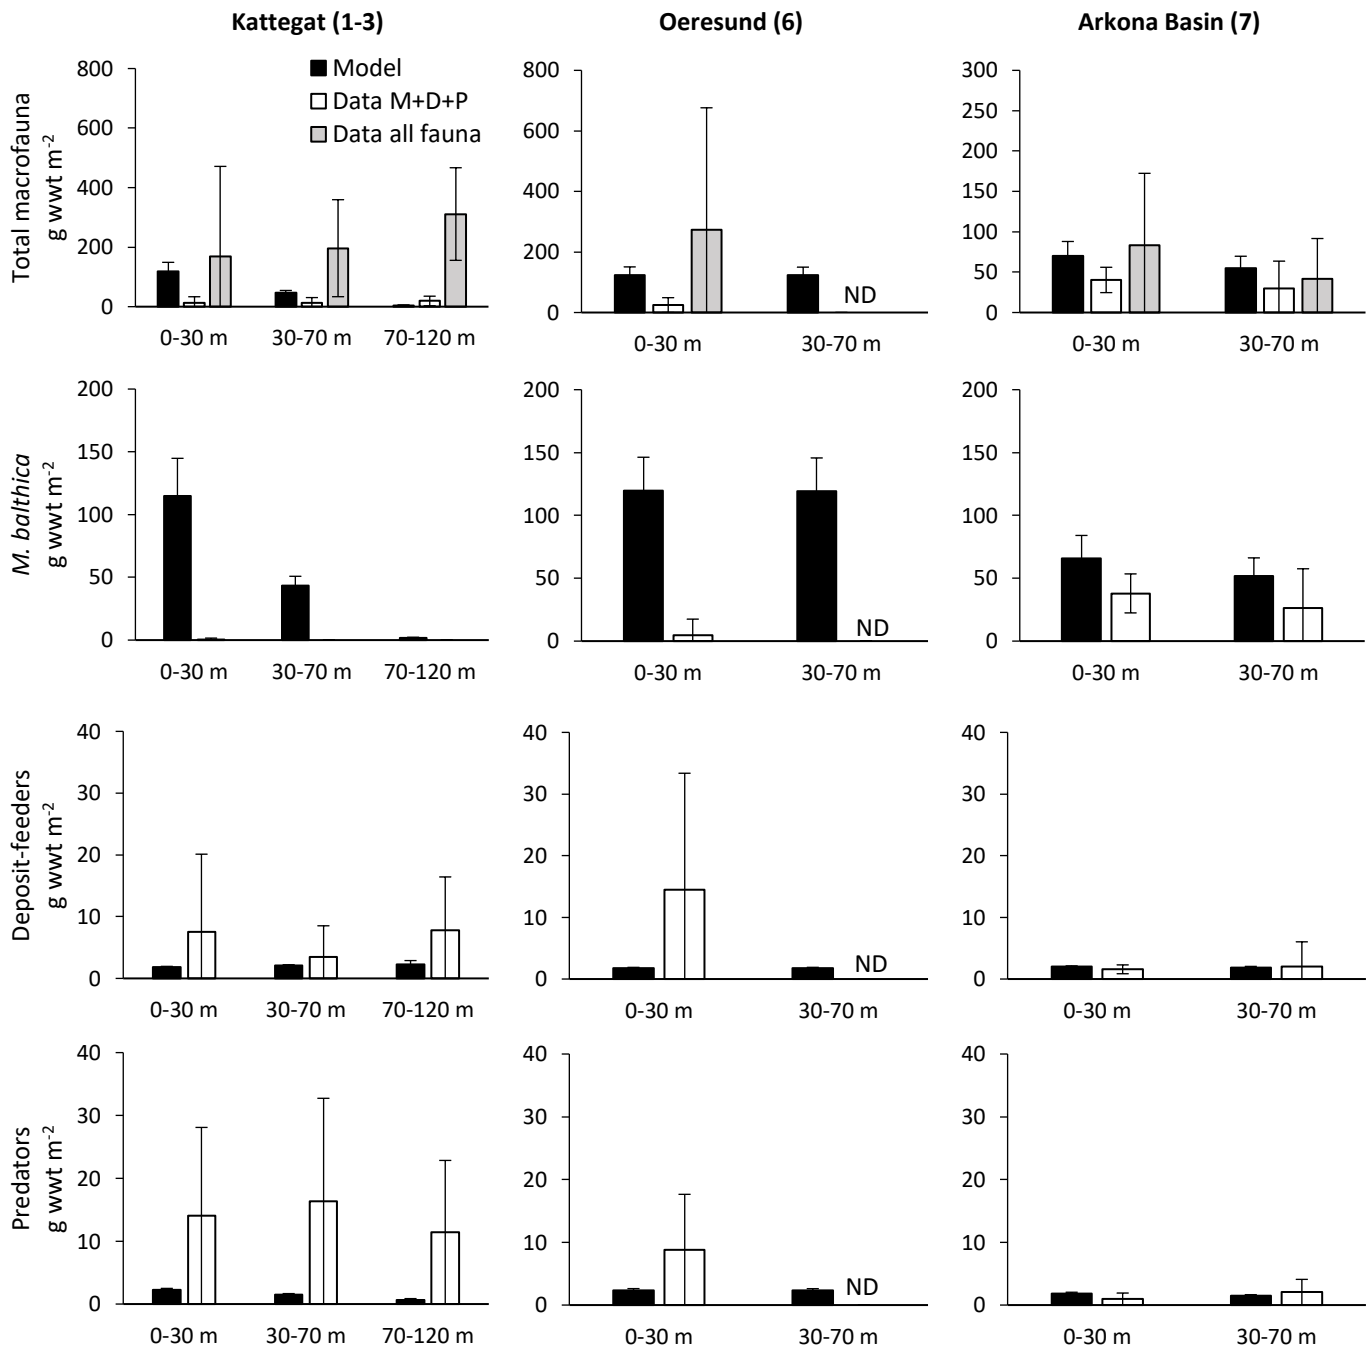 Kattegat (1-3)
Oeresund (6)
Arkona Basin (7)
Model
Data M+D+P
Data all fauna
Total macrofauna
g wwt m-2
800
600
400
200
0
0-30 m 30-70 m 70-120 m
800
600
400
200
0
ND
0-30 m 30-70 m
300
250
200
150
100
50
0
0-30 m 30-70 m
M. balthica
g wwt m-2
200
150
100
50
0
0-30 m 30-70 m 70-120 m
200
150
100
50
0
ND
0-30 m 30-70 m
200
150
100
50
0
0-30 m 30-70 m
Deposit-feeders
g wwt m-2
40
30
20
10
0
0-30 m 30-70 m 70-120 m
40
30
20
10
0
ND
0-30 m 30-70 m
40
30
20
10
0
0-30 m 30-70 m
Predators
g wwt m-2
40
30
20
10
0
0-30 m 30-70 m 70-120 m
40
30
20
10
0
ND
0-30 m 30-70 m
40
30
20
10
0
0-30 m 30-70 m